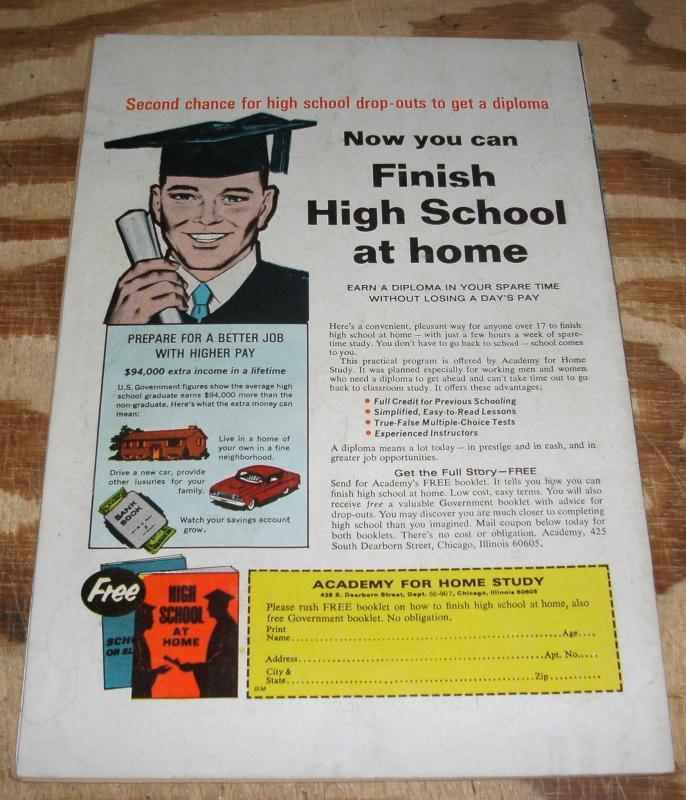 Second chance for high school drop-outs to get a diploma
Now you can
Finish
High School
at home
EARN A DIPLOMA IN YOUR SPARE TIME
WITHOUT LOSING A DAY'S PAY
PREPARE FOR A BETTER JOB
WITH HIGHER PAY
$94,000 extra income in a lifetime
U.S. Government figures show the average high
school graduate earns $94,000 more than the
non-graduate. Here's what the extra money can
mean:
Live in a home of
your own in a fine
neighborhood.
Drive a new car, provide
other luxuries for your
family.
BANK
BOOK
Watch your savings account
grow.
Here's a convenient, pleasant way for anyone over 17 to finish
high school at home — with just a few hours a week of spare-
time study. You don't have to go back to school — school comes
to you.
This practical program is offered by Academy for Home
Study. It was planned especially for working men and women
who need a diploma to get ahead and can't take time out to go
back to classroom study. It offers these advantages:
• Full Credit for Previous Schooling
• Simplified, Easy-to-Read Lessons
• True-False Multiple-Choice Tests
• Experienced Instructors
A diploma means a lot today — in prestige and in cash, and in
greater job opportunities.
Get the Full Story—FREE
Send for Academy's FREE booklet. It tells you how you can
finish high school at home. Low cost, easy terms. You will also
receive free a valuable Government booklet with advice for
drop-outs. You may discover you are much closer to completing
high school than you imagined. Mail coupon below today for
both booklets. There's no cost or obligation. Academy, 425
South Dearborn Street, Chicago, Illinois 60605.
Free
HIGH
SCHOOL
AT
HOME
SCH
OR EL
ACADEMY FOR HOME STUDY
S. Dearborn Street, Dept. 66-907, Chicago, Illinois 60605
Please rush FREE booklet on how to finish high school at home, also
free Government booklet. No obligation.
Print
Name..........Age....
Address..........Apt. No.....
City &
State..........Zip..........
01M